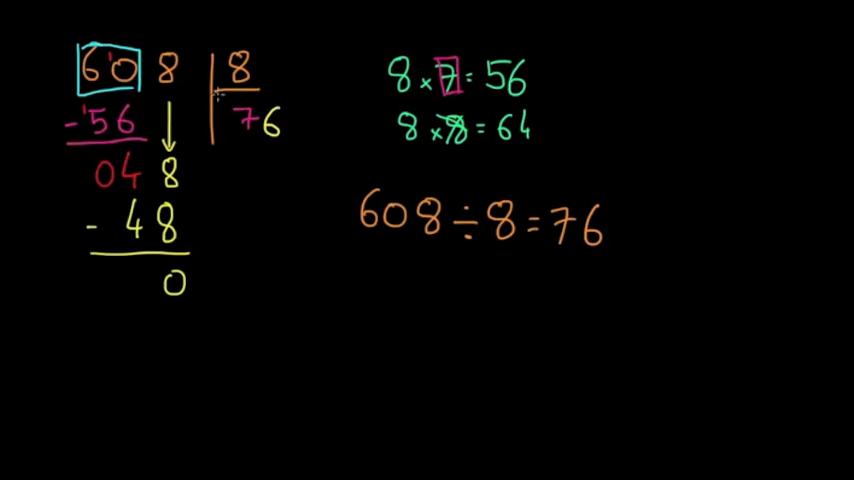 608 8
-56 76
048
- 48
0
8 × 7 = 56
8 × 8 = 64
608 ÷ 8 = 76